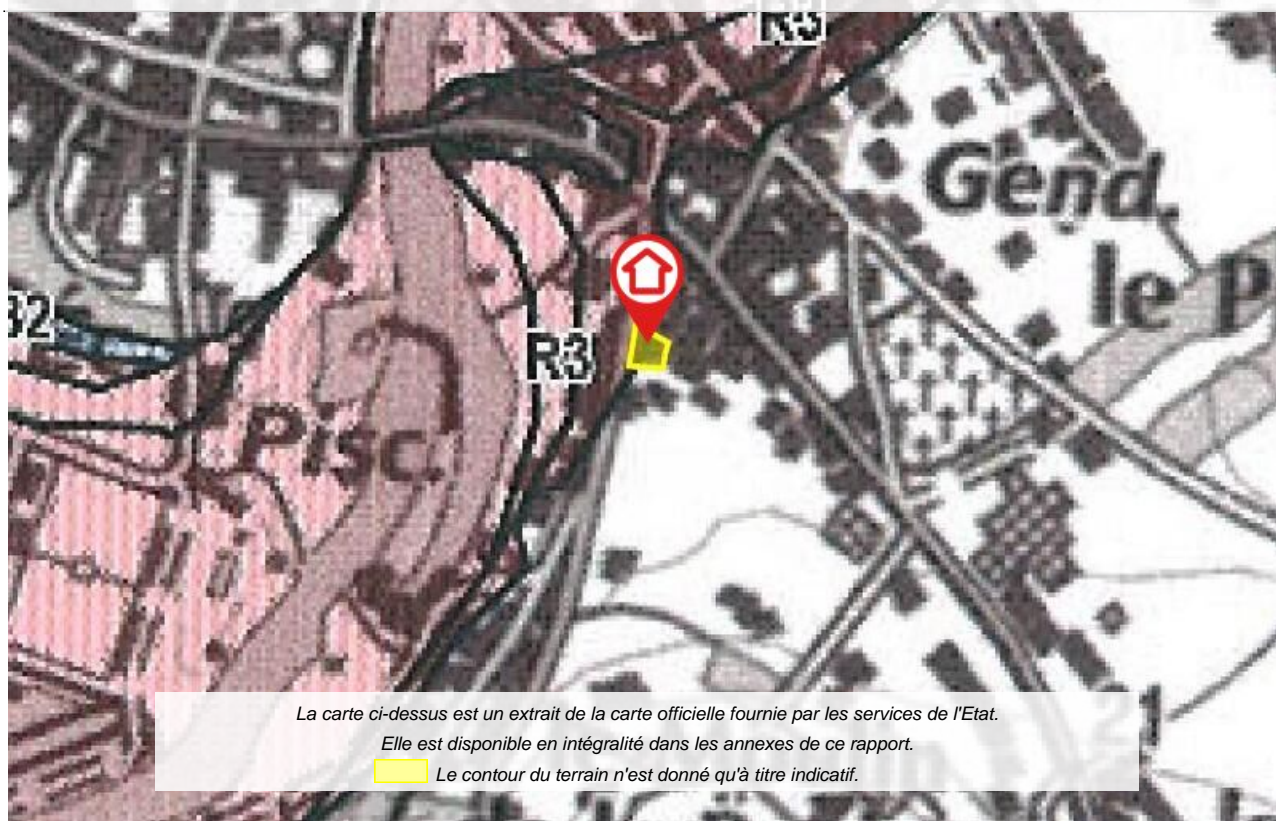 R3
Gend.
le P
R3
Pisc.
La carte ci-dessus est un extrait de la carte officielle fournie par les services de l'Etat.
Elle est disponible en intégralité dans les annexes de ce rapport.
Le contour du terrain n'est donné qu'à titre indicatif.